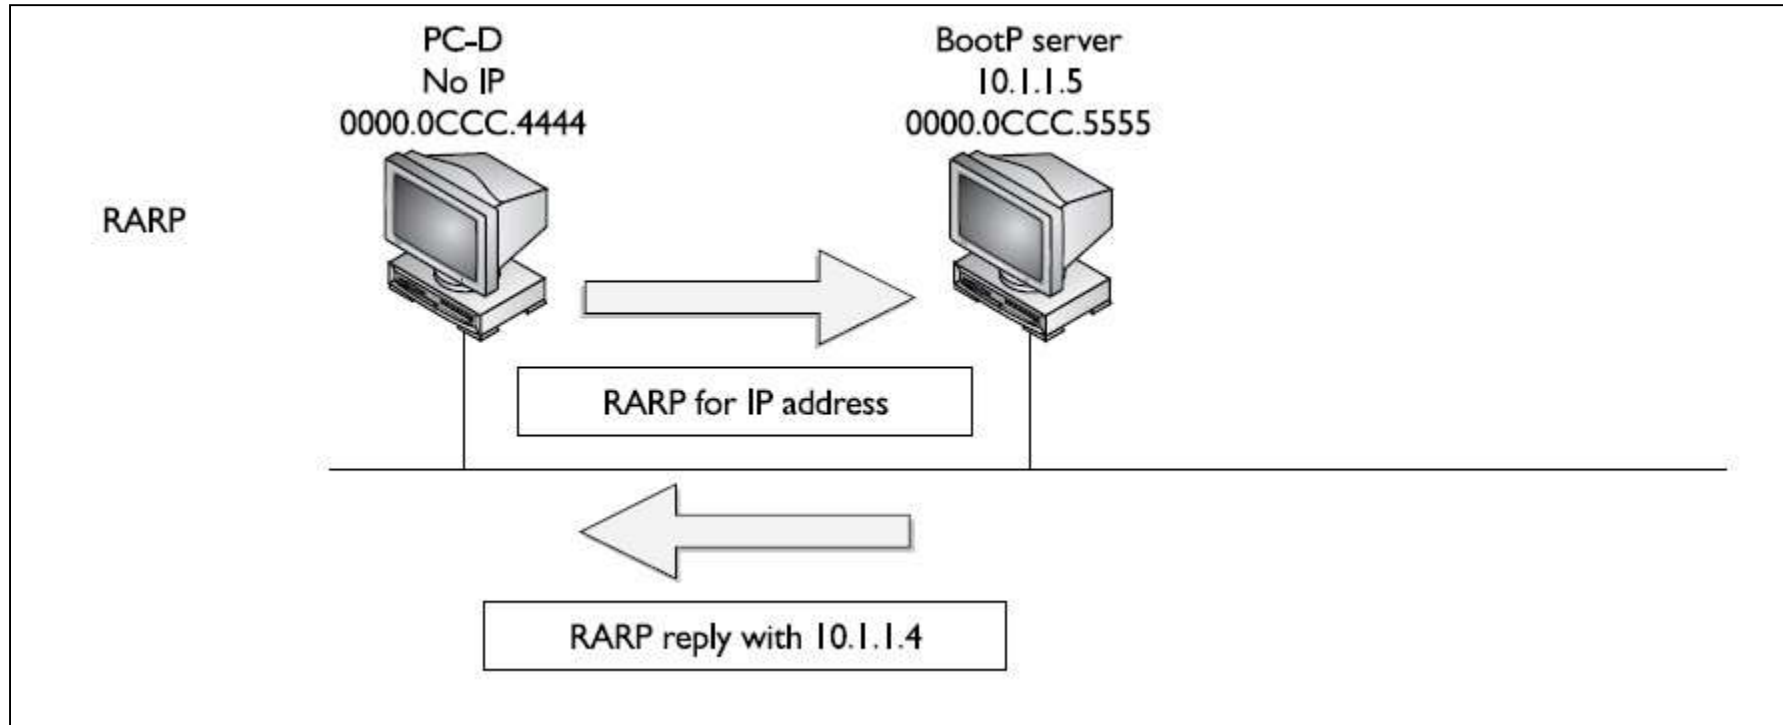 PC-D
No IP
0000.0CCC.4444
BootP server
10.1.1.5
0000.0CCC.5555
RARP
RARP for IP address
RARP reply with 10.1.1.4